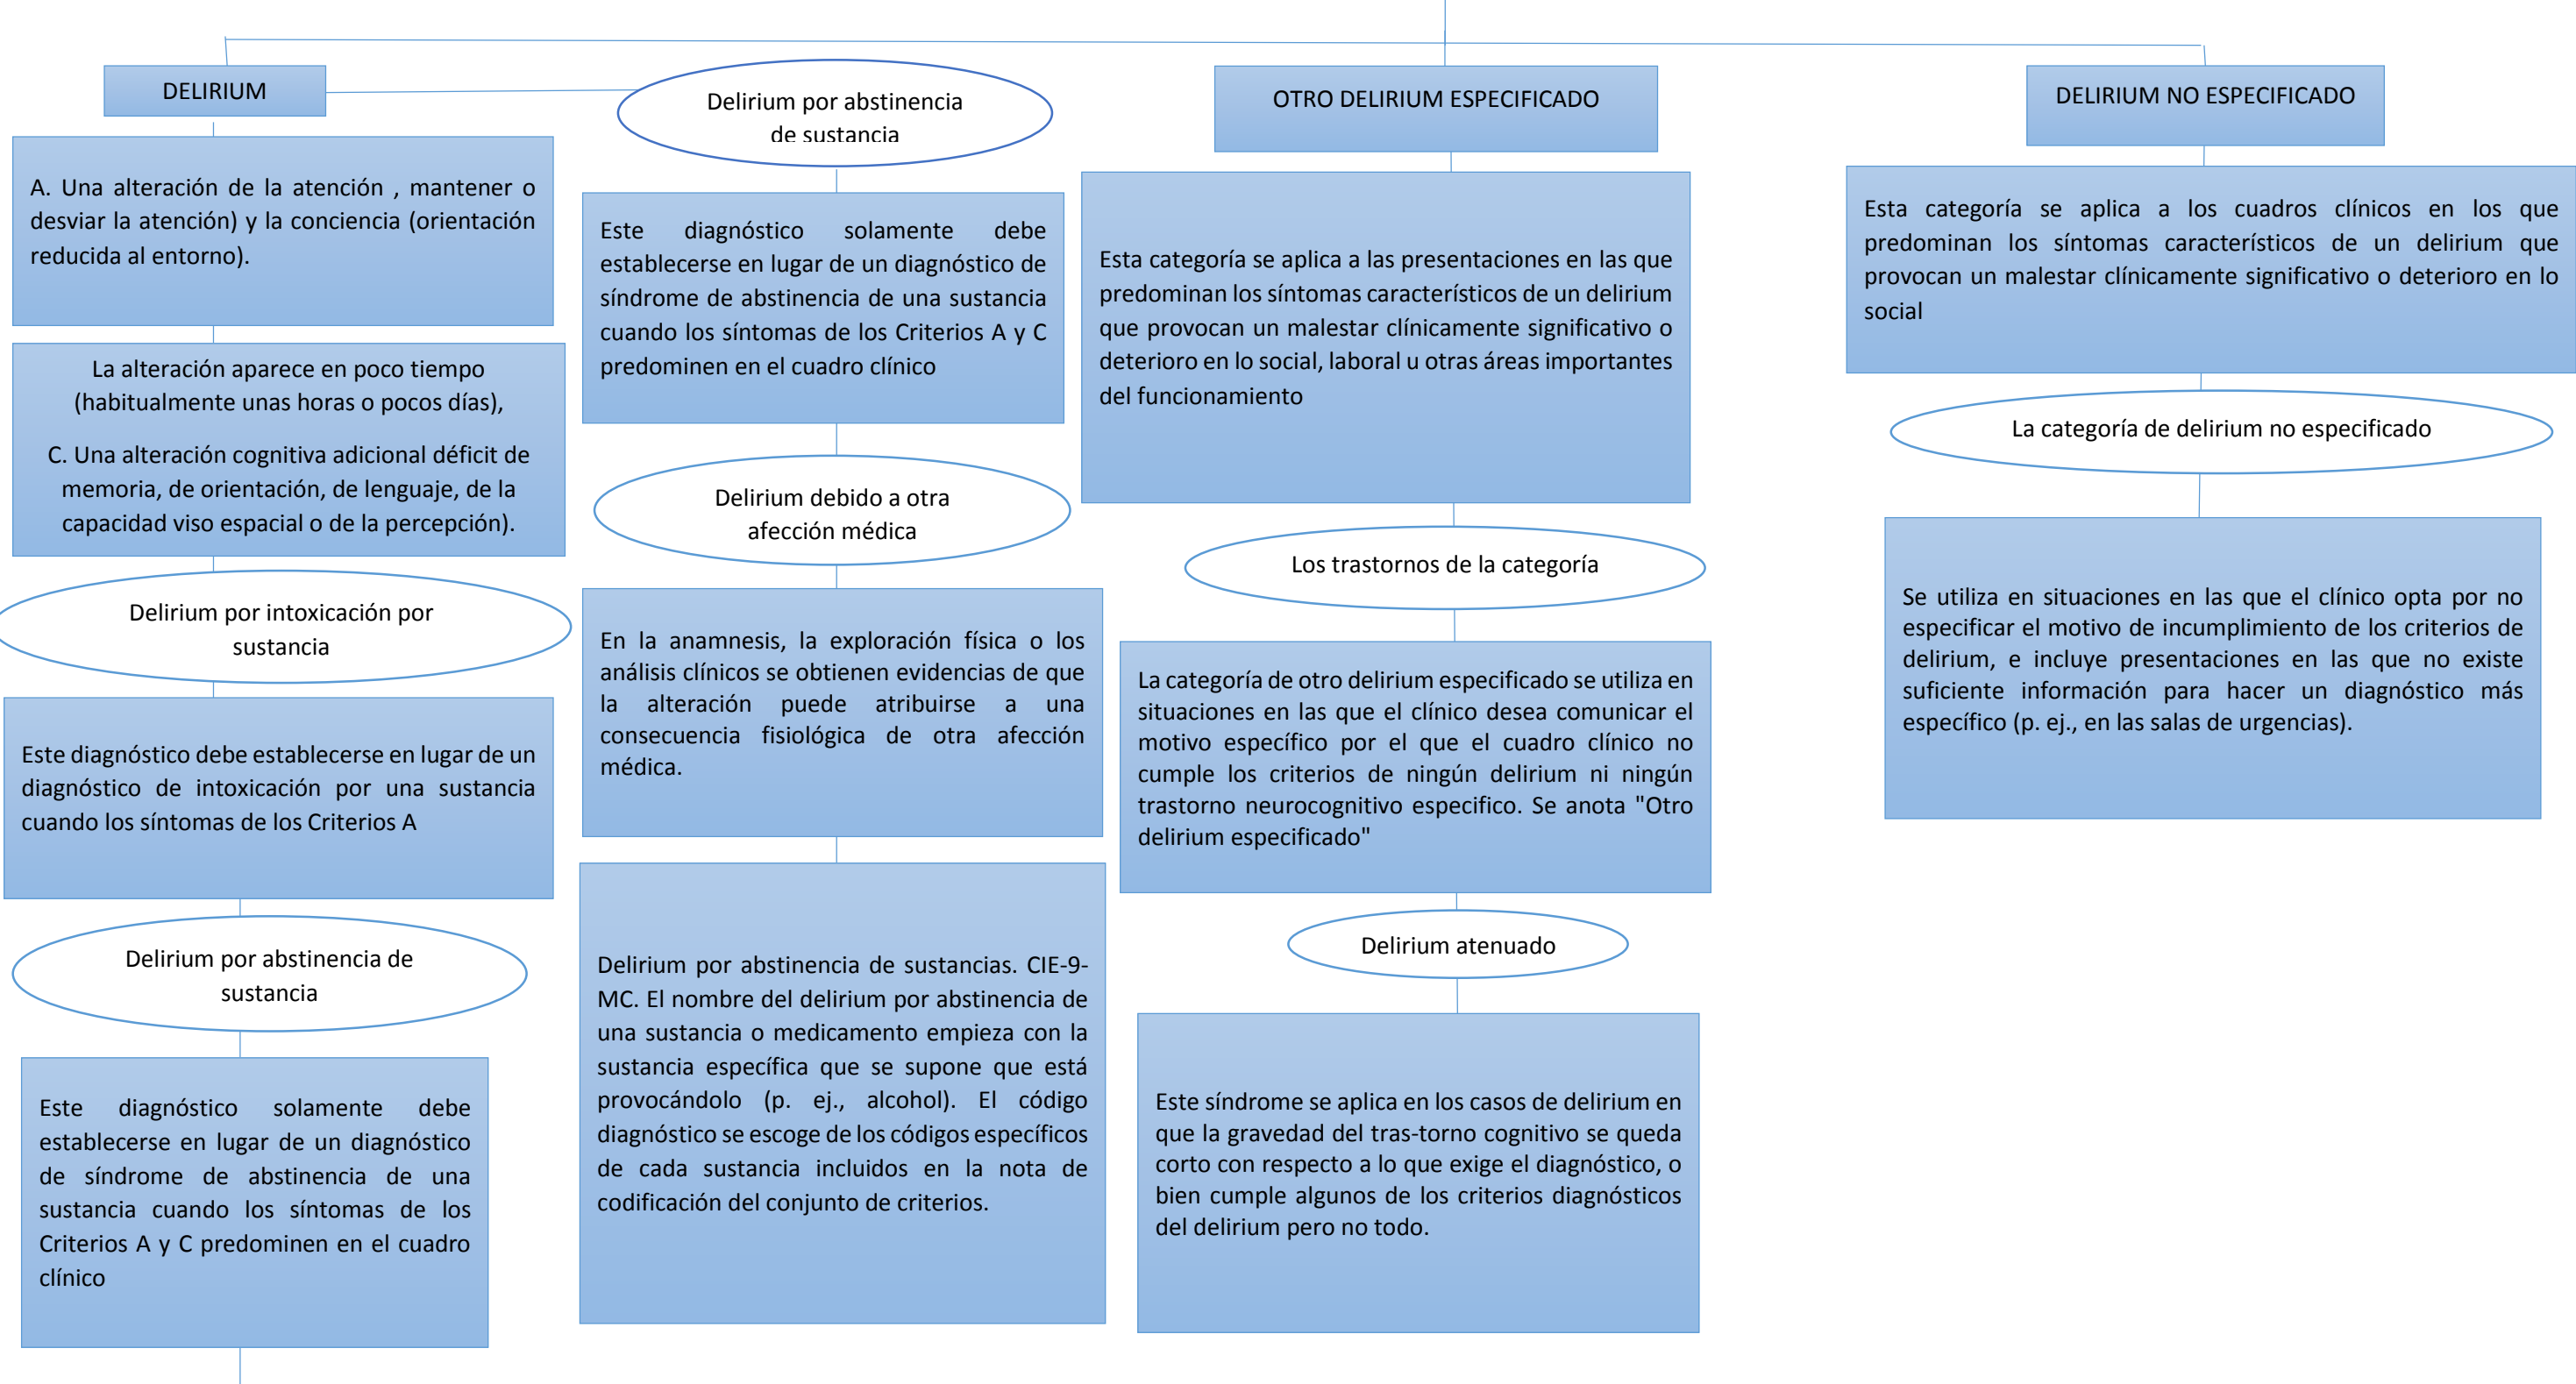 DELIRIUM
A. Una alteración de la atención , mantener o
desviar la atención) y la conciencia (orientación
reducida al entorno).
La alteración aparece en poco tiempo
(habitualmente unas horas o pocos días),
C. Una alteración cognitiva adicional déficit de
memoria, de orientación, de lenguaje, de la
capacidad viso espacial o de la percepción).
Delirium por intoxicación por
sustancia
Este diagnóstico debe establecerse en lugar de un
diagnóstico de intoxicación por una sustancia
cuando los síntomas de los Criterios A
Delirium por abstinencia de
sustancia
Este diagnóstico solamente debe
establecerse en lugar de un diagnóstico
de síndrome de abstinencia de una
sustancia cuando los síntomas de los
Criterios A y C predominen en el cuadro
clínico
Delirium por abstinencia
de sustancia
Este diagnóstico solamente debe
establecerse en lugar de un diagnóstico de
síndrome de abstinencia de una sustancia
cuando los síntomas de los Criterios A y C
predominen en el cuadro clínico
Delirium debido a otra
afección médica
En la anamnesis, la exploración física o los
análisis clínicos se obtienen evidencias de que
la alteración puede atribuirse a una
consecuencia fisiológica de otra afección
médica.
Delirium por abstinencia de sustancias. CIE-9-
MC. El nombre del delirium por abstinencia de
una sustancia o medicamento empieza con la
sustancia específica que se supone que está
provocándolo (p. ej., alcohol). El código
diagnóstico se escoge de los códigos específicos
de cada sustancia incluidos en la nota de
codificación del conjunto de criterios.
OTRO DELIRIUM ESPECIFICADO
Esta categoría se aplica a las presentaciones en las que
predominan los síntomas característicos de un delirium
que provocan un malestar clínicamente significativo o
deterioro en lo social, laboral u otras áreas importantes
del funcionamiento
Los trastornos de la categoría
La categoría de otro delirium especificado se utiliza en
situaciones en las que el clínico desea comunicar el
motivo específico por el que el cuadro clínico no
cumple los criterios de ningún delirium ni ningún
trastorno neurocognitivo especifico. Se anota "Otro
delirium especificado"
Delirium atenuado
Este síndrome se aplica en los casos de delirium en
que la gravedad del tras-torno cognitivo se queda
corto con respecto a lo que exige el diagnóstico, o
bien cumple algunos de los criterios diagnósticos
del delirium pero no todo.
DELIRIUM NO ESPECIFICADO
Esta categoría se aplica a los cuadros clínicos en los que
predominan los síntomas característicos de un delirium que
provocan un malestar clínicamente significativo o deterioro en lo
social
La categoría de delirium no especificado
Se utiliza en situaciones en las que el clínico opta por no
especificar el motivo de incumplimiento de los criterios de
delirium, e incluye presentaciones en las que no existe
suficiente información para hacer un diagnóstico más
específico (p. ej., en las salas de urgencias).